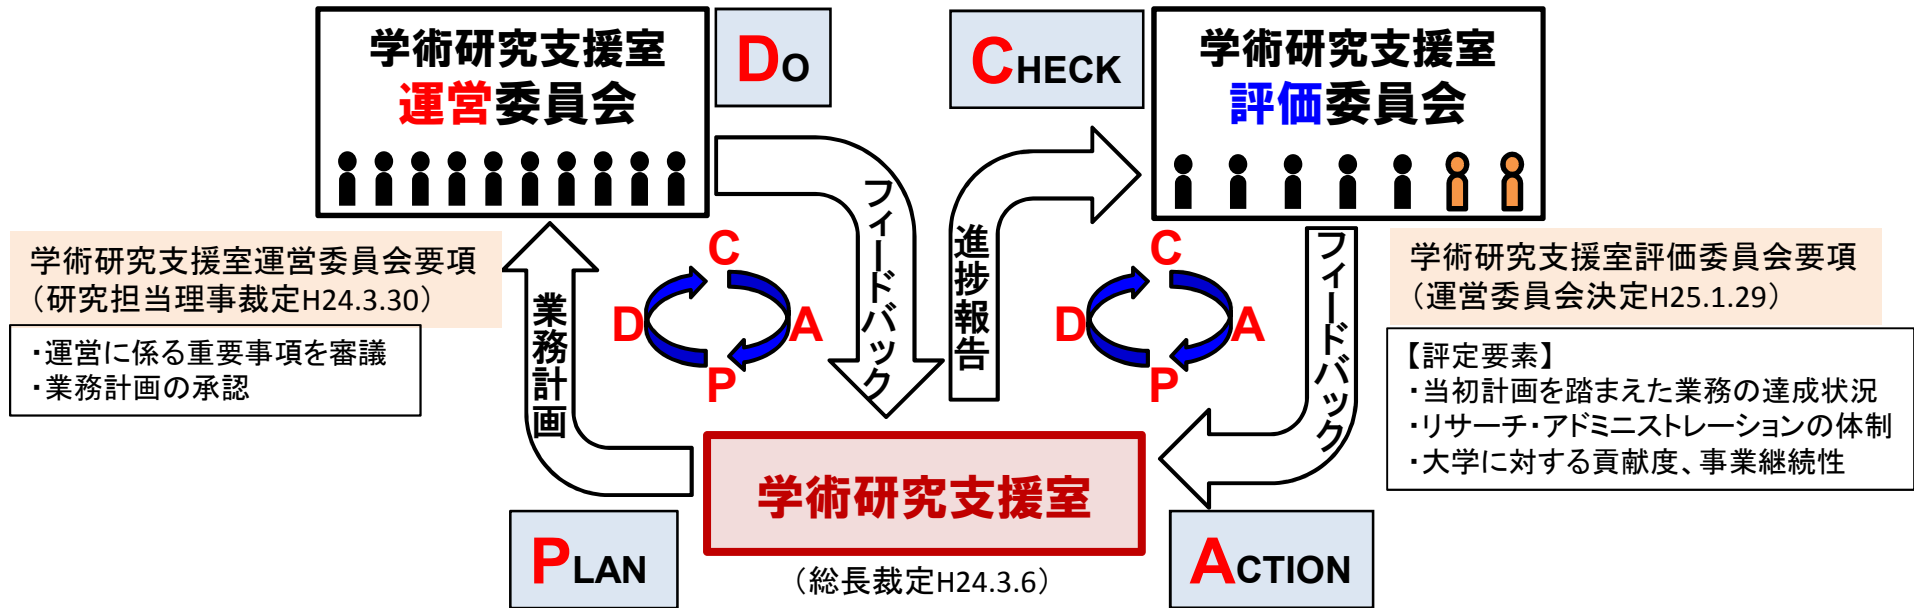 学術研究支援室
運営委員会
DO
CHECK
学術研究支援室
評価委員会
学術研究支援室運営委員会要項
（研究担当理事裁定H24.3.30）
・運営に係る重要事項を審議
・業務計画の承認
業務計画
C
D
A
P
フィードバック
進捗報告
C
D
A
P
フィードバック
学術研究支援室評価委員会要項
（運営委員会決定H25.1.29）
【評定要素】
・当初計画を踏まえた業務の達成状況
・リサーチ・アドミニストレーションの体制
・大学に対する貢献度、事業継続性
PLAN
学術研究支援室
（総長裁定H24.3.6）
ACTION